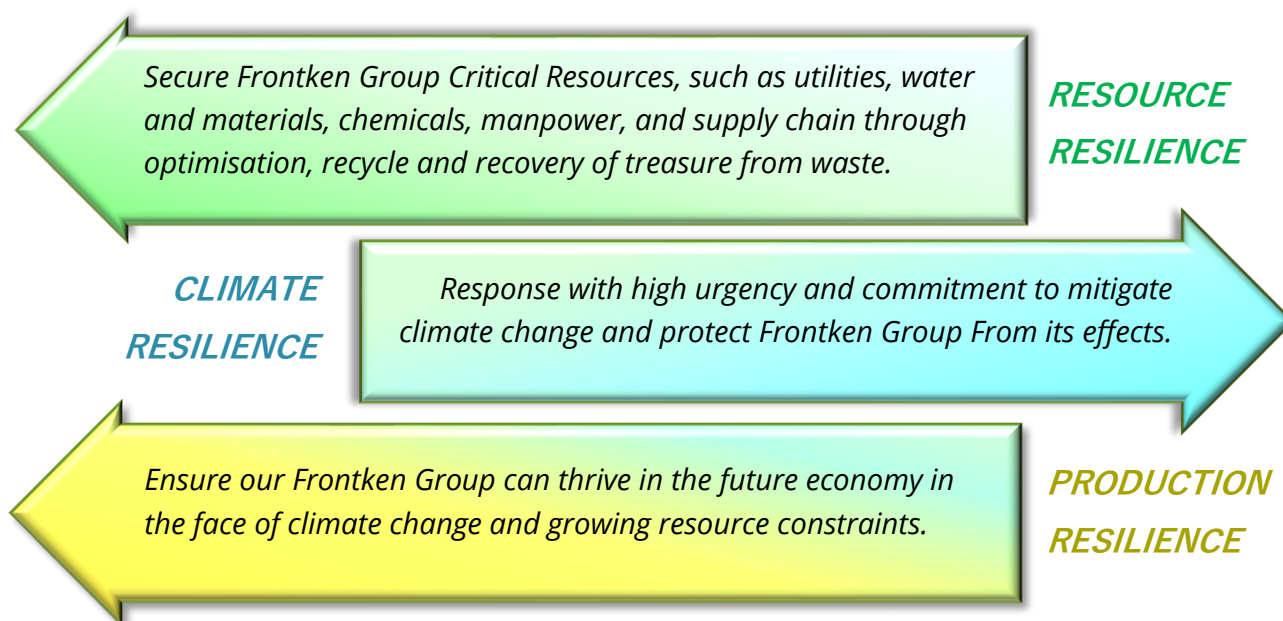 Secure Frontken Group Critical Resources, such as utilities, water
and materials, chemicals, manpower, and supply chain through
optimisation, recycle and recovery of treasure from waste.
RESOURCE
RESILIENCE
CLIMATE
RESILIENCE
Response with high urgency and commitment to mitigate
climate change and protect Frontken Group From its effects.
Ensure our Frontken Group can thrive in the future economy in
the face of climate change and growing resource constraints.
PRODUCTION
RESILIENCE